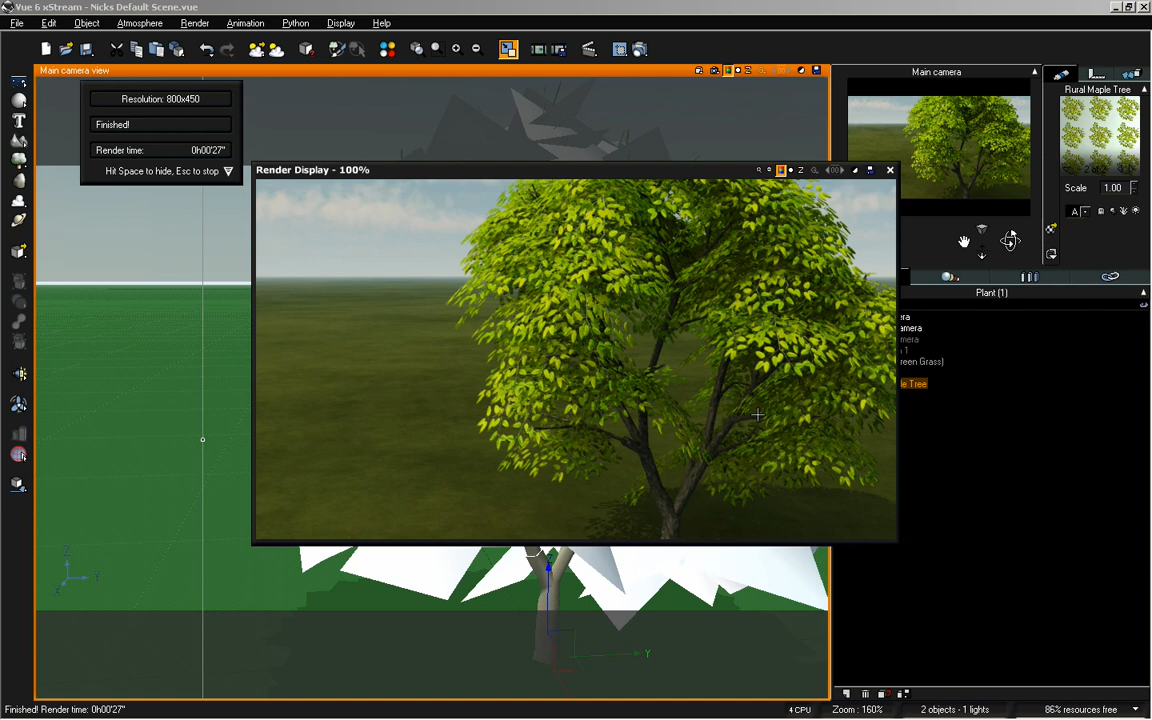 Vue 6 xStream - Nicks Default Scene.vue
File Edit Object Atmosphere Render Animation Python Display Help
Main camera view
Main camera
Resolution: 800x450
Finished!
Render time: 0h00'27"
Hit Space to hide, Esc to stop
Render Display - 100%
Rural Maple Tree
Scale 1.00
A
Plant (1)
era
amera
mera
1
reen Grass)
le Tree
Z
Y
X
Z
Y
Finished! Render time: 0h00'27"
4 CPU
Zoom : 160%
2 objects - 1 lights
86% resources free